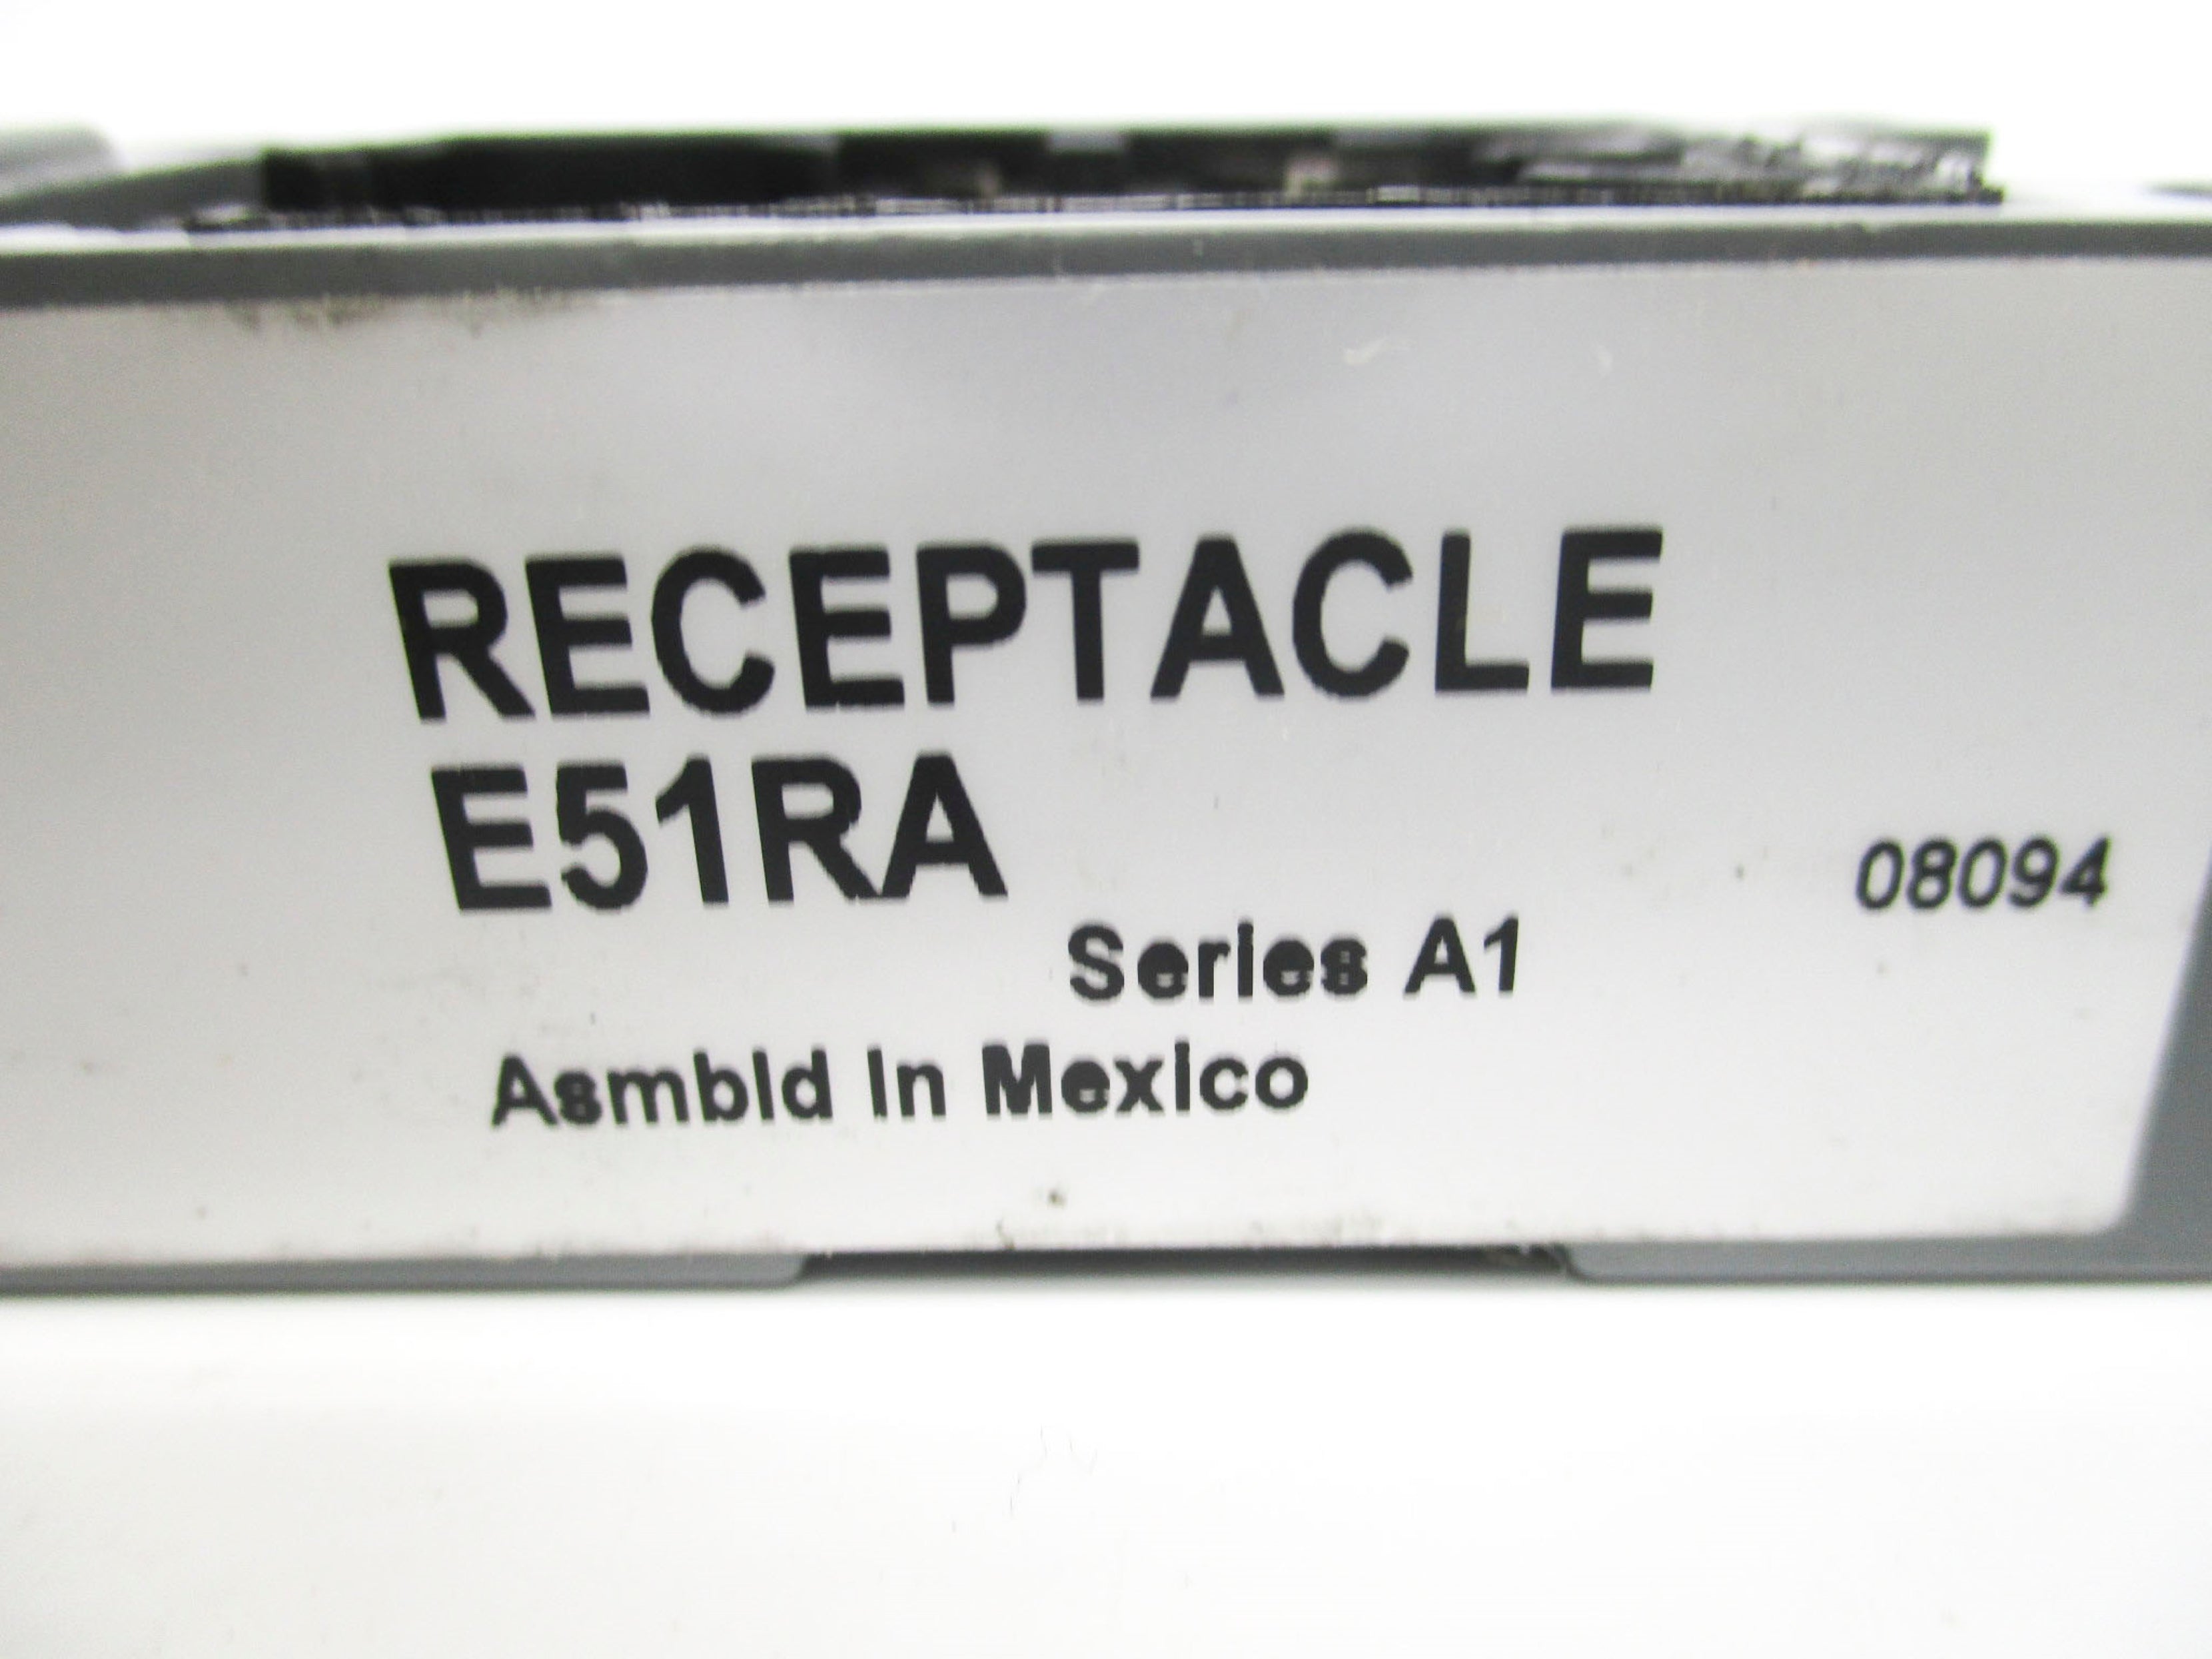 RECEPTACLE
E51RA
08094
Series A1
Asmbld In Mexico